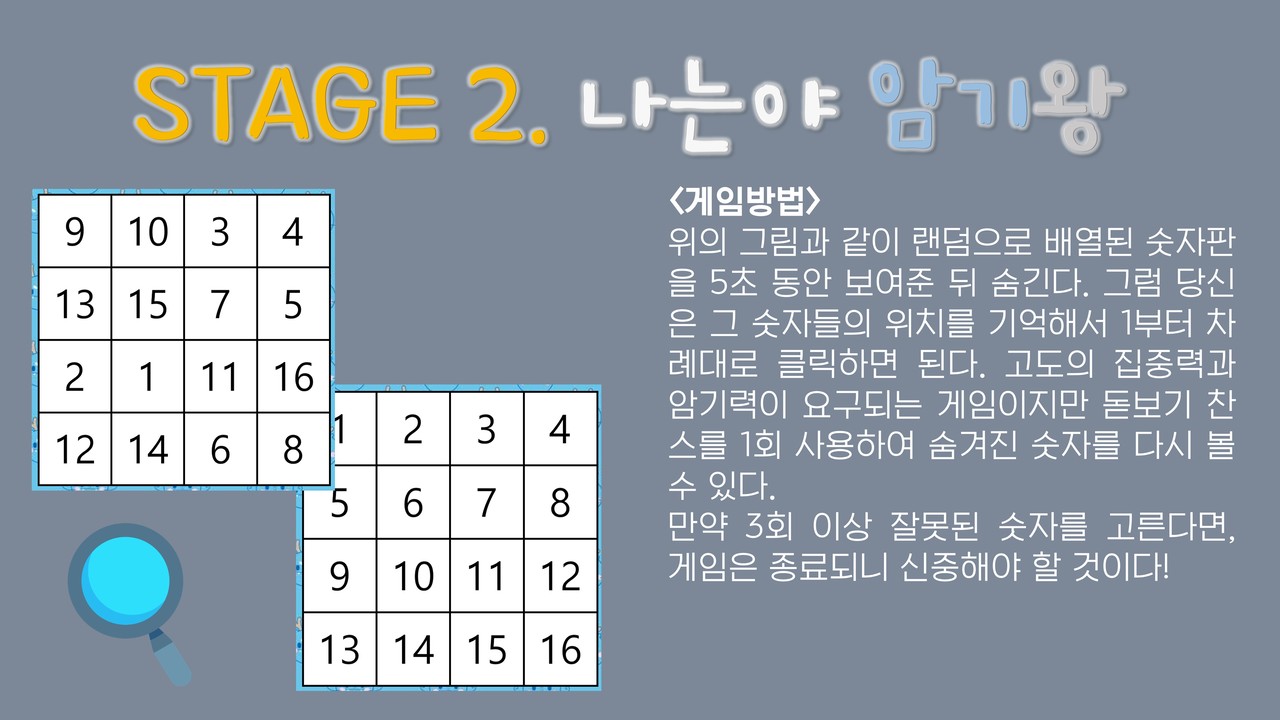 STAGE 2. 나는야 암기왕
9 10 3 4
13 15 7 5
2 1 11 16
12 14 6 8
1 2 3 4
5 6 7 8
9 10 11 12
13 14 15 16
<게임방법>
위의 그림과 같이 랜덤으로 배열된 숫자판
을 5초 동안 보여준 뒤 숨긴다. 그럼 당신
은 그 숫자들의 위치를 기억해서 1부터 차
례대로 클릭하면 된다. 고도의 집중력과
암기력이 요구되는 게임이지만 돋보기 찬
스를 1회 사용하여 숨겨진 숫자를 다시 볼
수 있다.
만약 3회 이상 잘못된 숫자를 고른다면,
게임은 종료되니 신중해야 할 것이다!